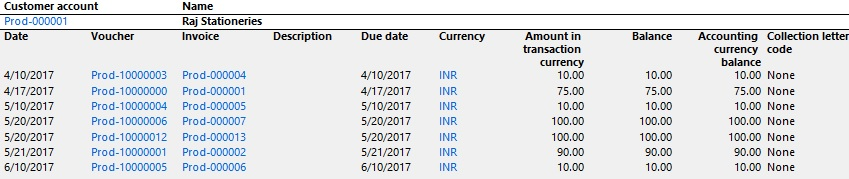 Customer account Name
Prod-000001 Raj Stationeries
Date Voucher Invoice Description Due date Currency Amount in transaction currency Balance Accounting currency balance Collection letter code
4/10/2017 Prod-10000003 Prod-000004 4/10/2017 INR 10.00 10.00 10.00 None
4/17/2017 Prod-10000000 Prod-000001 4/17/2017 INR 75.00 75.00 75.00 None
5/10/2017 Prod-10000004 Prod-000005 5/10/2017 INR 10.00 10.00 10.00 None
5/20/2017 Prod-10000006 Prod-000007 5/20/2017 INR 100.00 100.00 100.00 None
5/20/2017 Prod-10000012 Prod-000013 5/20/2017 INR 100.00 100.00 100.00 None
5/21/2017 Prod-10000001 Prod-000002 5/21/2017 INR 90.00 90.00 90.00 None
6/10/2017 Prod-10000005 Prod-000006 6/10/2017 INR 10.00 10.00 10.00 None